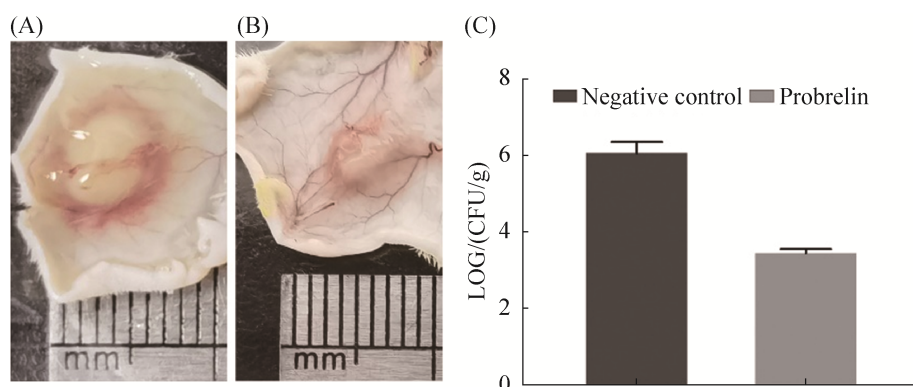 (A)
(B)
(C)
mm
mm
LOG/(CFU/g)
8
6
4
2
0
Negative control
Probrelin